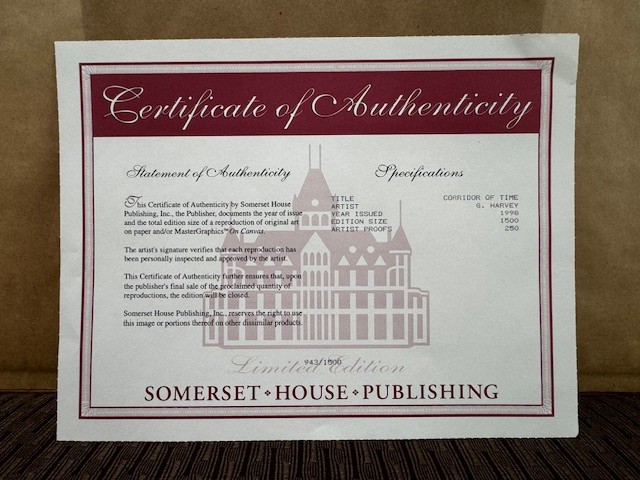 Certificate of Authenticity
Statement of Authenticity
This Certificate of Authenticity by Somerset House
Publishing, Inc., the Publisher, documents the year of issue
and the total edition size of a reproduction of original art
on paper and/or MasterGraphics™ On Canvas.
The artist's signature verifies that each reproduction has
been personally inspected and approved by the artist.
This Certificate of Authenticity further ensures that, upon
the publisher's final sale of the proclaimed quantity of
reproductions, the edition will be closed.
Somerset House Publishing, Inc., reserves the right to use
this image or portions thereof on other dissimilar products.
Specifications
TITLE CORRIDOR OF TIME
ARTIST G. HARVEY
YEAR ISSUED 1998
EDITION SIZE 1500
ARTIST PROOFS 250
943/1500
Limited Edition
SOMERSET❖HOUSE❖PUBLISHING